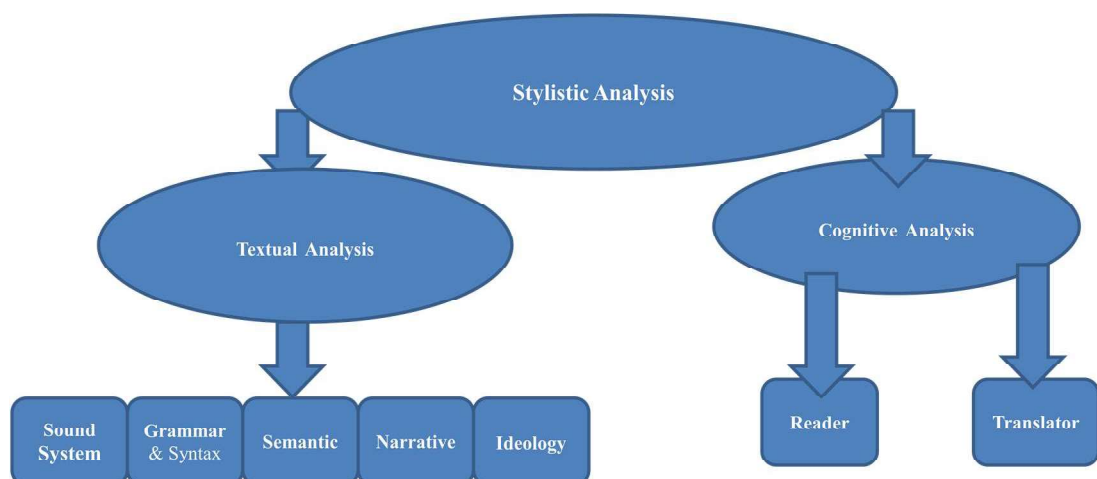 Stylistic Analysis
Textual Analysis
Cognitive Analysis
Sound
System
Grammar
& Syntax
Semantic
Narrative
Ideology
Reader
Translator